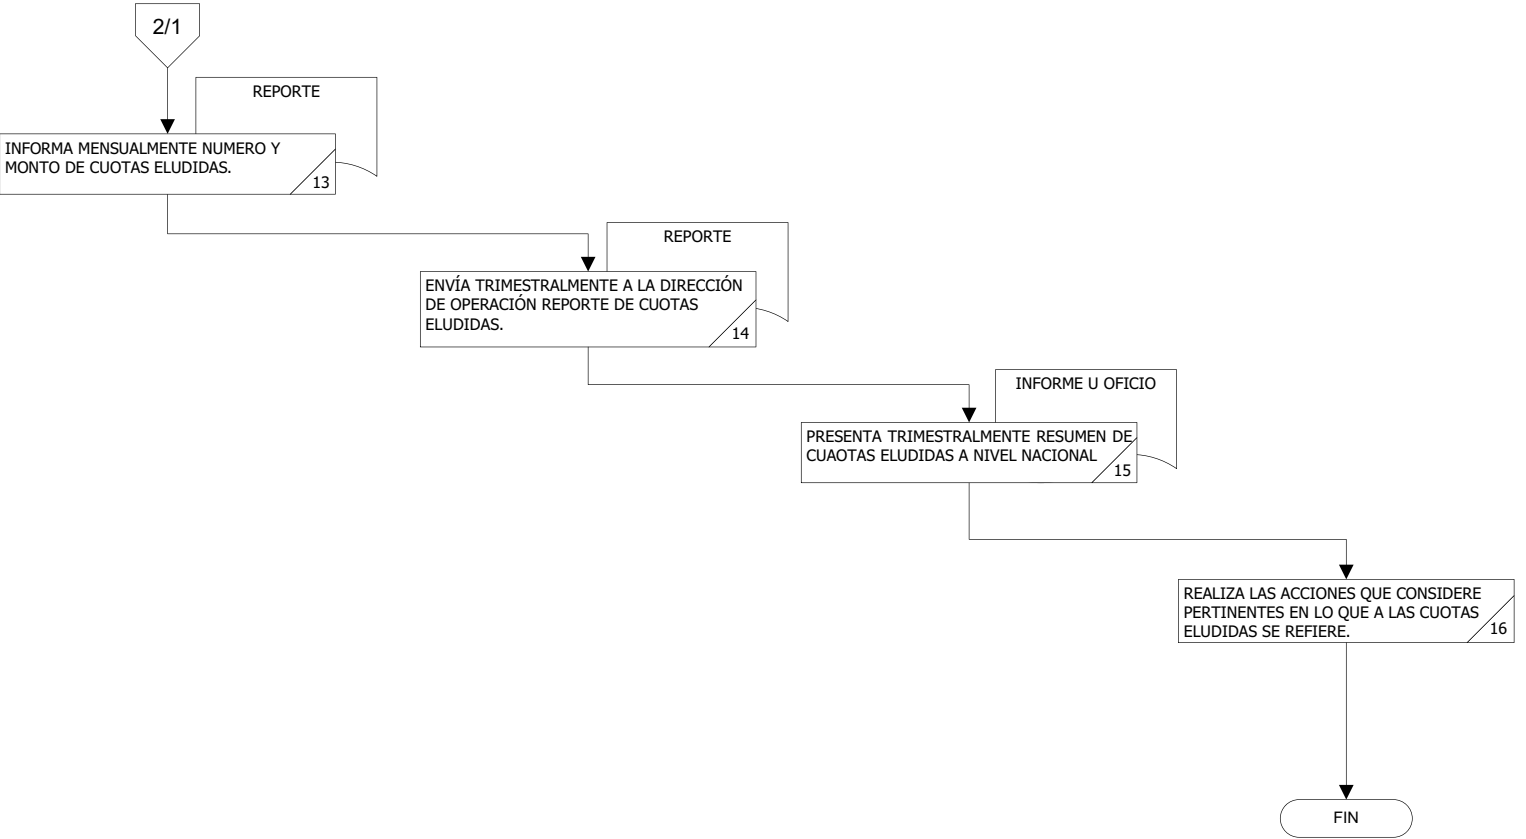 2/1
REPORTE
INFORMA MENSUALMENTE NUMERO Y
MONTO DE CUOTAS ELUDIDAS.
13
REPORTE
ENVÍA TRIMESTRALMENTE A LA DIRECCIÓN
DE OPERACIÓN REPORTE DE CUOTAS
ELUDIDAS.
14
INFORME U OFICIO
PRESENTA TRIMESTRALMENTE RESUMEN DE
CUAOTAS ELUDIDAS A NIVEL NACIONAL
15
REALIZA LAS ACCIONES QUE CONSIDERE
PERTINENTES EN LO QUE A LAS CUOTAS
ELUDIDAS SE REFIERE.
16
FIN